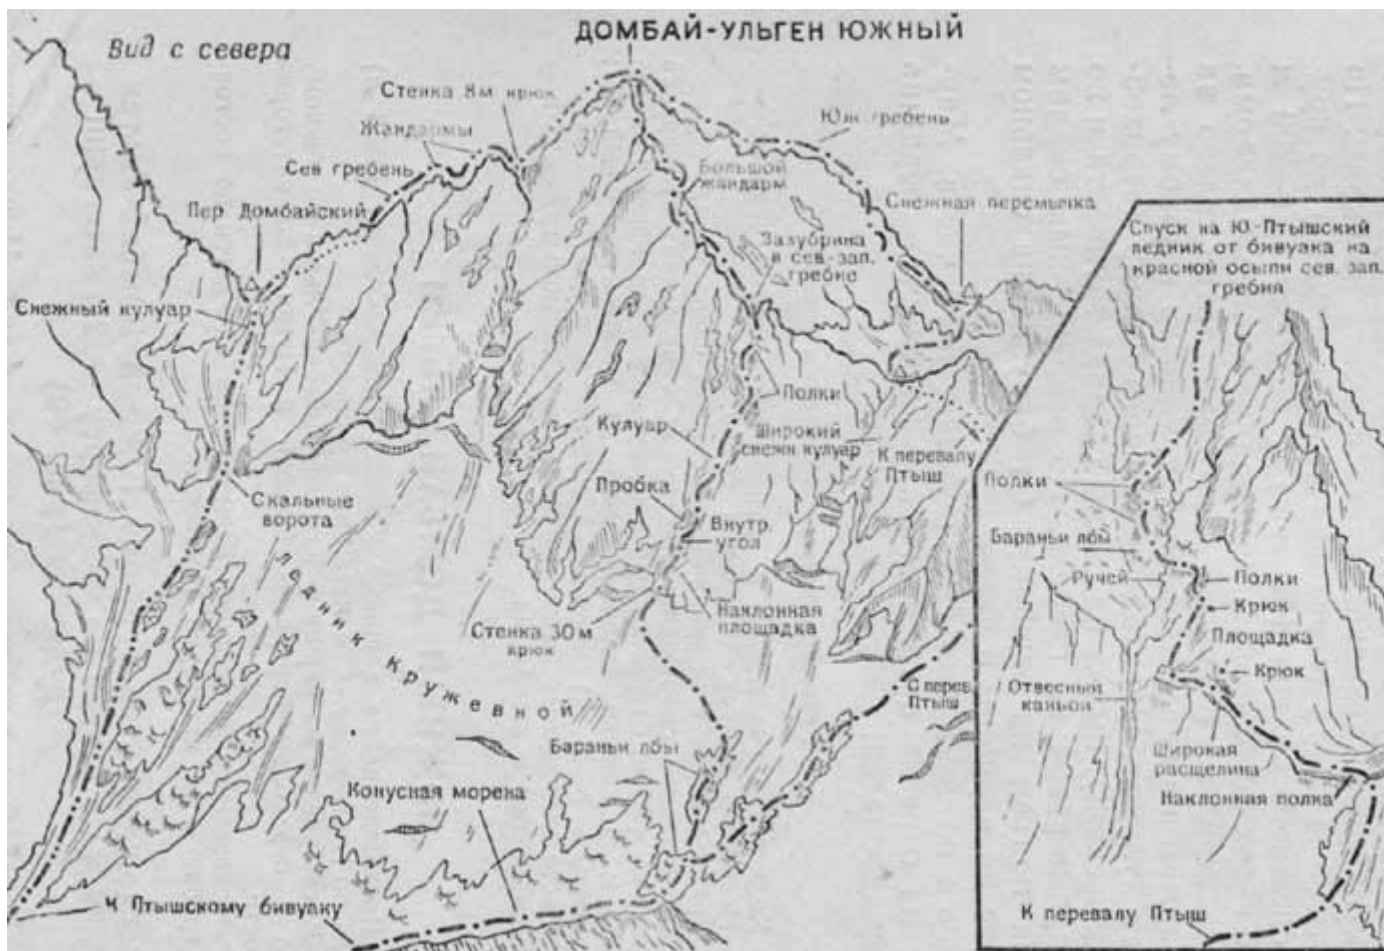 Вид с севера
ДОМБАЙ-УЛЬГЕН ЮЖНЫЙ
Стенка 8м крюк
Жандармы
Сев гребень
Пер Домбайский
Снежный кулуар
Юж гребень
Большой
жандарм
Снежная перемычка
Зазубрина
в сев.-зап.
гребне
Полки
Кулуар
Широкий
снежн кулуар
К перевалу
Птыш
Пробка
Внутр.
угол
Скальные
ворота
Ледник Кружевной
Стенка 30м
крюк
Наклонная
площадка
С перев.
Птыш
Бараньи лбы
Конусная морена
К Птышскому бивуаку
Спуск на Ю-Птышский
ледник от бивуака на
красной осыпи сев. зап.
гребня
Полки
Бараньи лбы
Ручей
Полки
Крюк
Площадка
Крюк
Отвесный
каньон
Широкая
расщелина
Наклонная полка
К перевалу Птыш